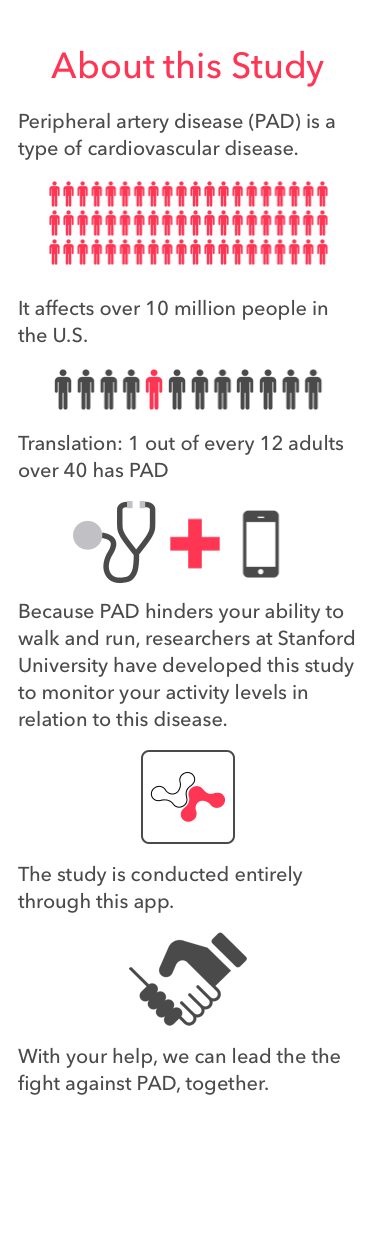 About this Study
Peripheral artery disease (PAD) is a
type of cardiovascular disease.
It affects over 10 million people in
the U.S.
Translation: 1 out of every 12 adults
over 40 has PAD
Because PAD hinders your ability to
walk and run, researchers at Stanford
University have developed this study
to monitor your activity levels in
relation to this disease.
The study is conducted entirely
through this app.
With your help, we can lead the the
fight against PAD, together.